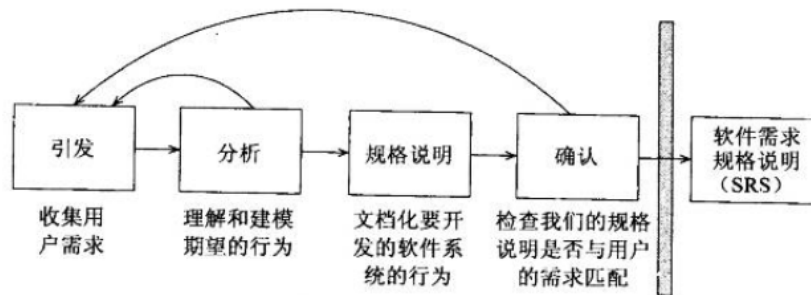 引发
分析
规格说明
确认
软件需求
规格说明
（SRS）
收集用
户需求
理解和建模
期望的行为
文档化要开
发的软件系
统的行为
检查我们的规格
说明是否与用户
的需求匹配